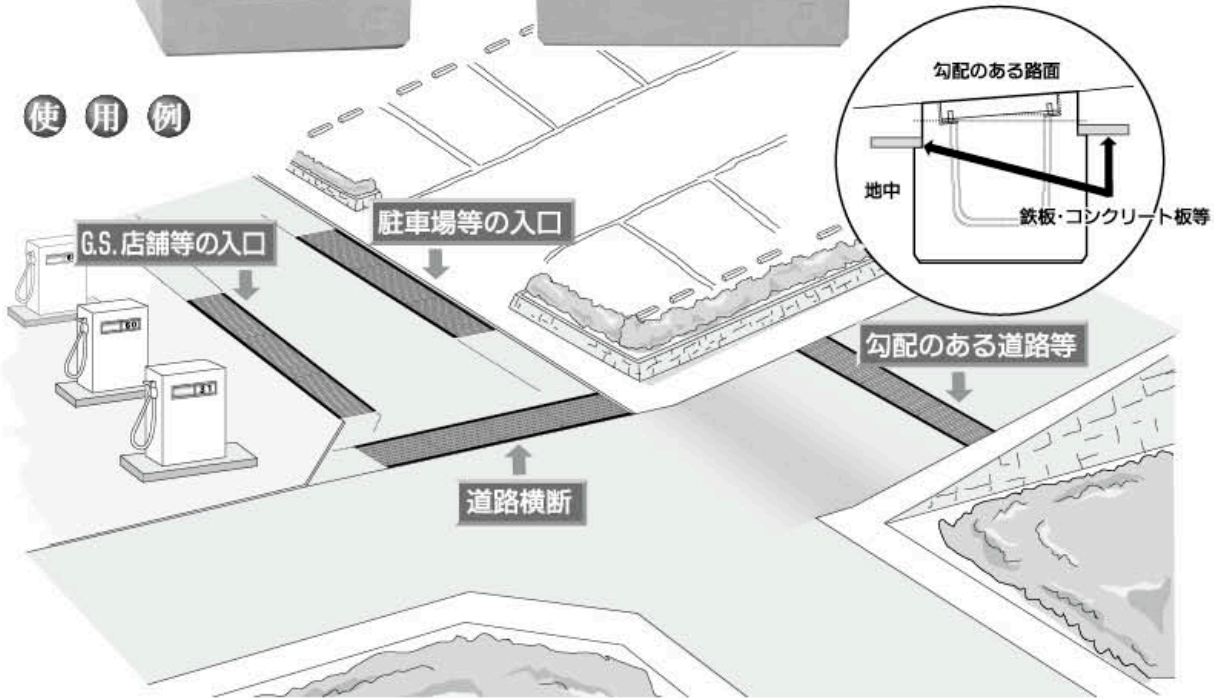 使用例
勾配のある路面
地中
鉄板・コンクリート板等
G.S.店舗等の入口
駐車場等の入口
勾配のある道路等
道路横断